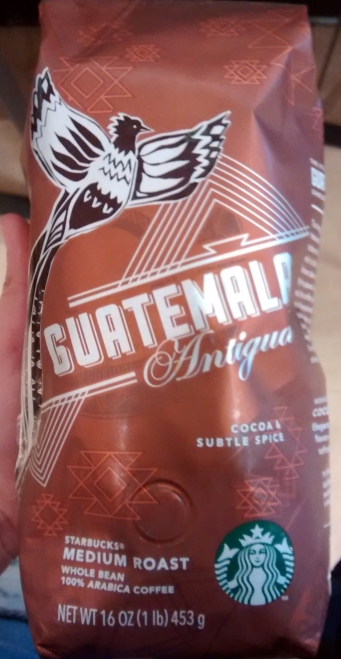 GUATEMALA
Antigua
COCOA &
SUBTLE SPICE
STARBUCKS®
MEDIUM ROAST
WHOLE BEAN
100% ARABICA COFFEE
NET WT 16 OZ (1 lb) 453 g